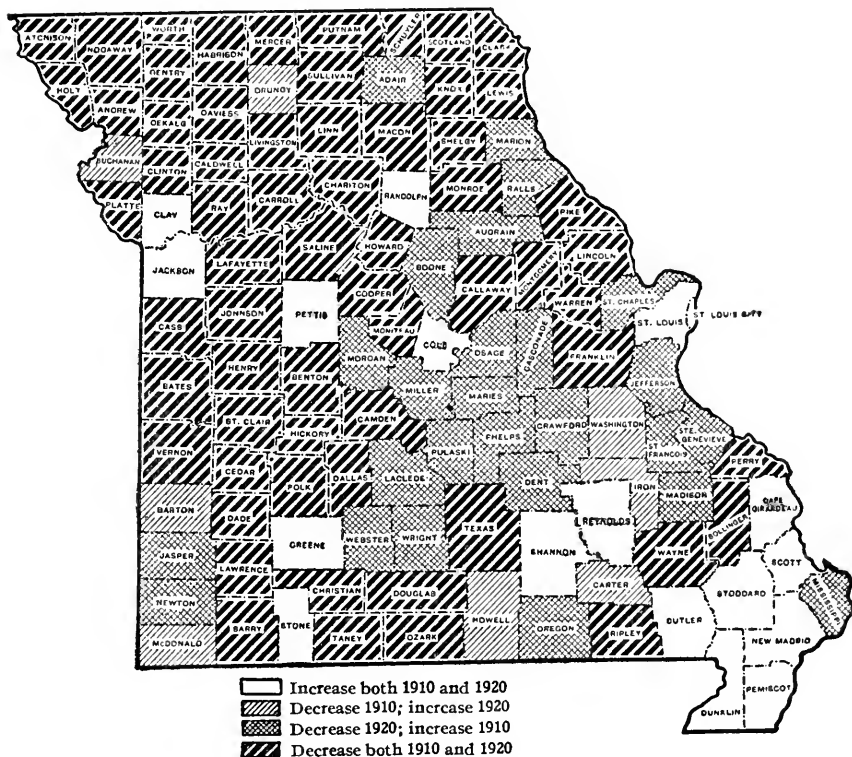 ATCHISON
NODAWAY
WORTH
HARRISON
MERCER
PUTNAM
SCHUYLER
SCOTLAND
CLARK
HOLT
GENTRY
GRUNDY
SULLIVAN
ADAIR
KNOX
LEWIS
ANDREW
DEKALB
DAVIESS
LINN
MACON
SHELBY
MARION
BUCHANAN
CLINTON
CALDWELL
LIVINGSTON
CHARITON
RANDOLPH
MONROE
RALLS
PLATTE
CLAY
RAY
CARROLL
PIKE
AUDRAIN
JACKSON
LAFAYETTE
SALINE
HOWARD
BOONE
CALLAWAY
MONTGOMERY
LINCOLN
WARREN
ST. CHARLES
ST. LOUIS
ST. LOUIS CITY
CASS
JOHNSON
PETTIS
COOPER
MONITEAU
COLE
OSAGE
GASCONADE
FRANKLIN
JEFFERSON
BATES
HENRY
BENTON
MORGAN
MILLER
MARIES
ST. CLAIR
HICKORY
CAMDEN
PULASKI
PHELPS
CRAWFORD
WASHINGTON
ST. FRANCOIS
STE. GENEVIEVE
PERRY
VERNON
CEDAR
POLK
DALLAS
LACLEDE
DENT
IRON
MADISON
CAPE GIRARDEAU
BOLLINGER
BARTON
DADE
GREENE
WEBSTER
WRIGHT
TEXAS
SHANNON
REYNOLDS
WAYNE
SCOTT
MISSISSIPPI
JASPER
LAWRENCE
CHRISTIAN
DOUGLAS
HOWELL
CARTER
STODDARD
NEWTON
BUTLER
NEW MADRID
McDONALD
BARRY
STONE
TANEY
OZARK
OREGON
RIPLEY
PEMISCOT
DUNKLIN
Increase both 1910 and 1920
Decrease 1910; increase 1920
Decrease 1920; increase 1910
Decrease both 1910 and 1920